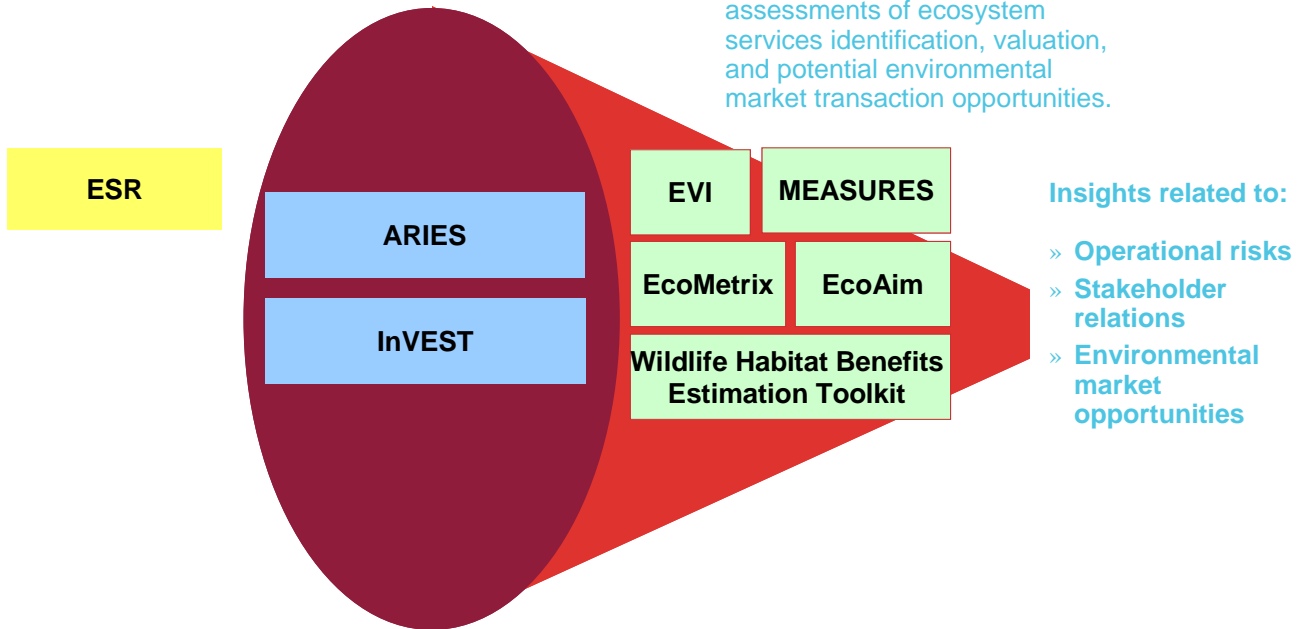 assessments of ecosystem
services identification, valuation,
and potential environmental
market transaction opportunities.
ESR
ARIES
InVEST
EVI
MEASURES
EcoMetrix
EcoAim
Wildlife Habitat Benefits
Estimation Toolkit
Insights related to:
» Operational risks
» Stakeholder
relations
» Environmental
market
opportunities